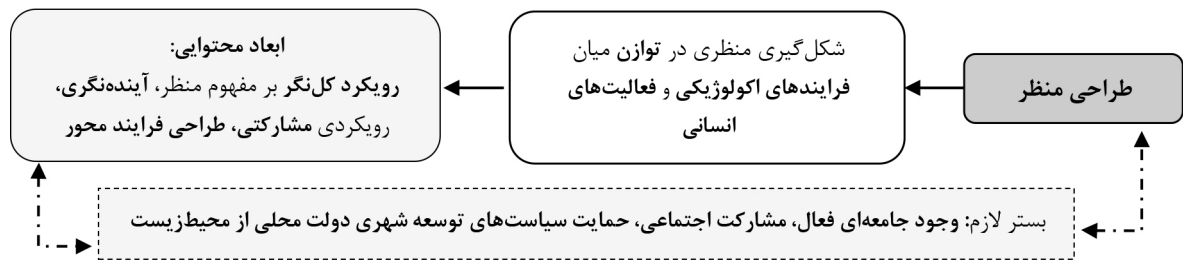 طراحی منظر
شکل‌گیری منظری در توازن میان
فرایندهای اکولوژیکی و فعالیت‌های
انسانی
ابعاد محتوایی:
رویکرد کل‌نگر بر مفهوم منظر، آینده‌نگری،
رویکردی مشارکتی، طراحی فرایند محور
بستر لازم: وجود جامعه‌ای فعال، مشارکت اجتماعی، حمایت سیاست‌های توسعه شهری دولت محلی از محیط‌زیست